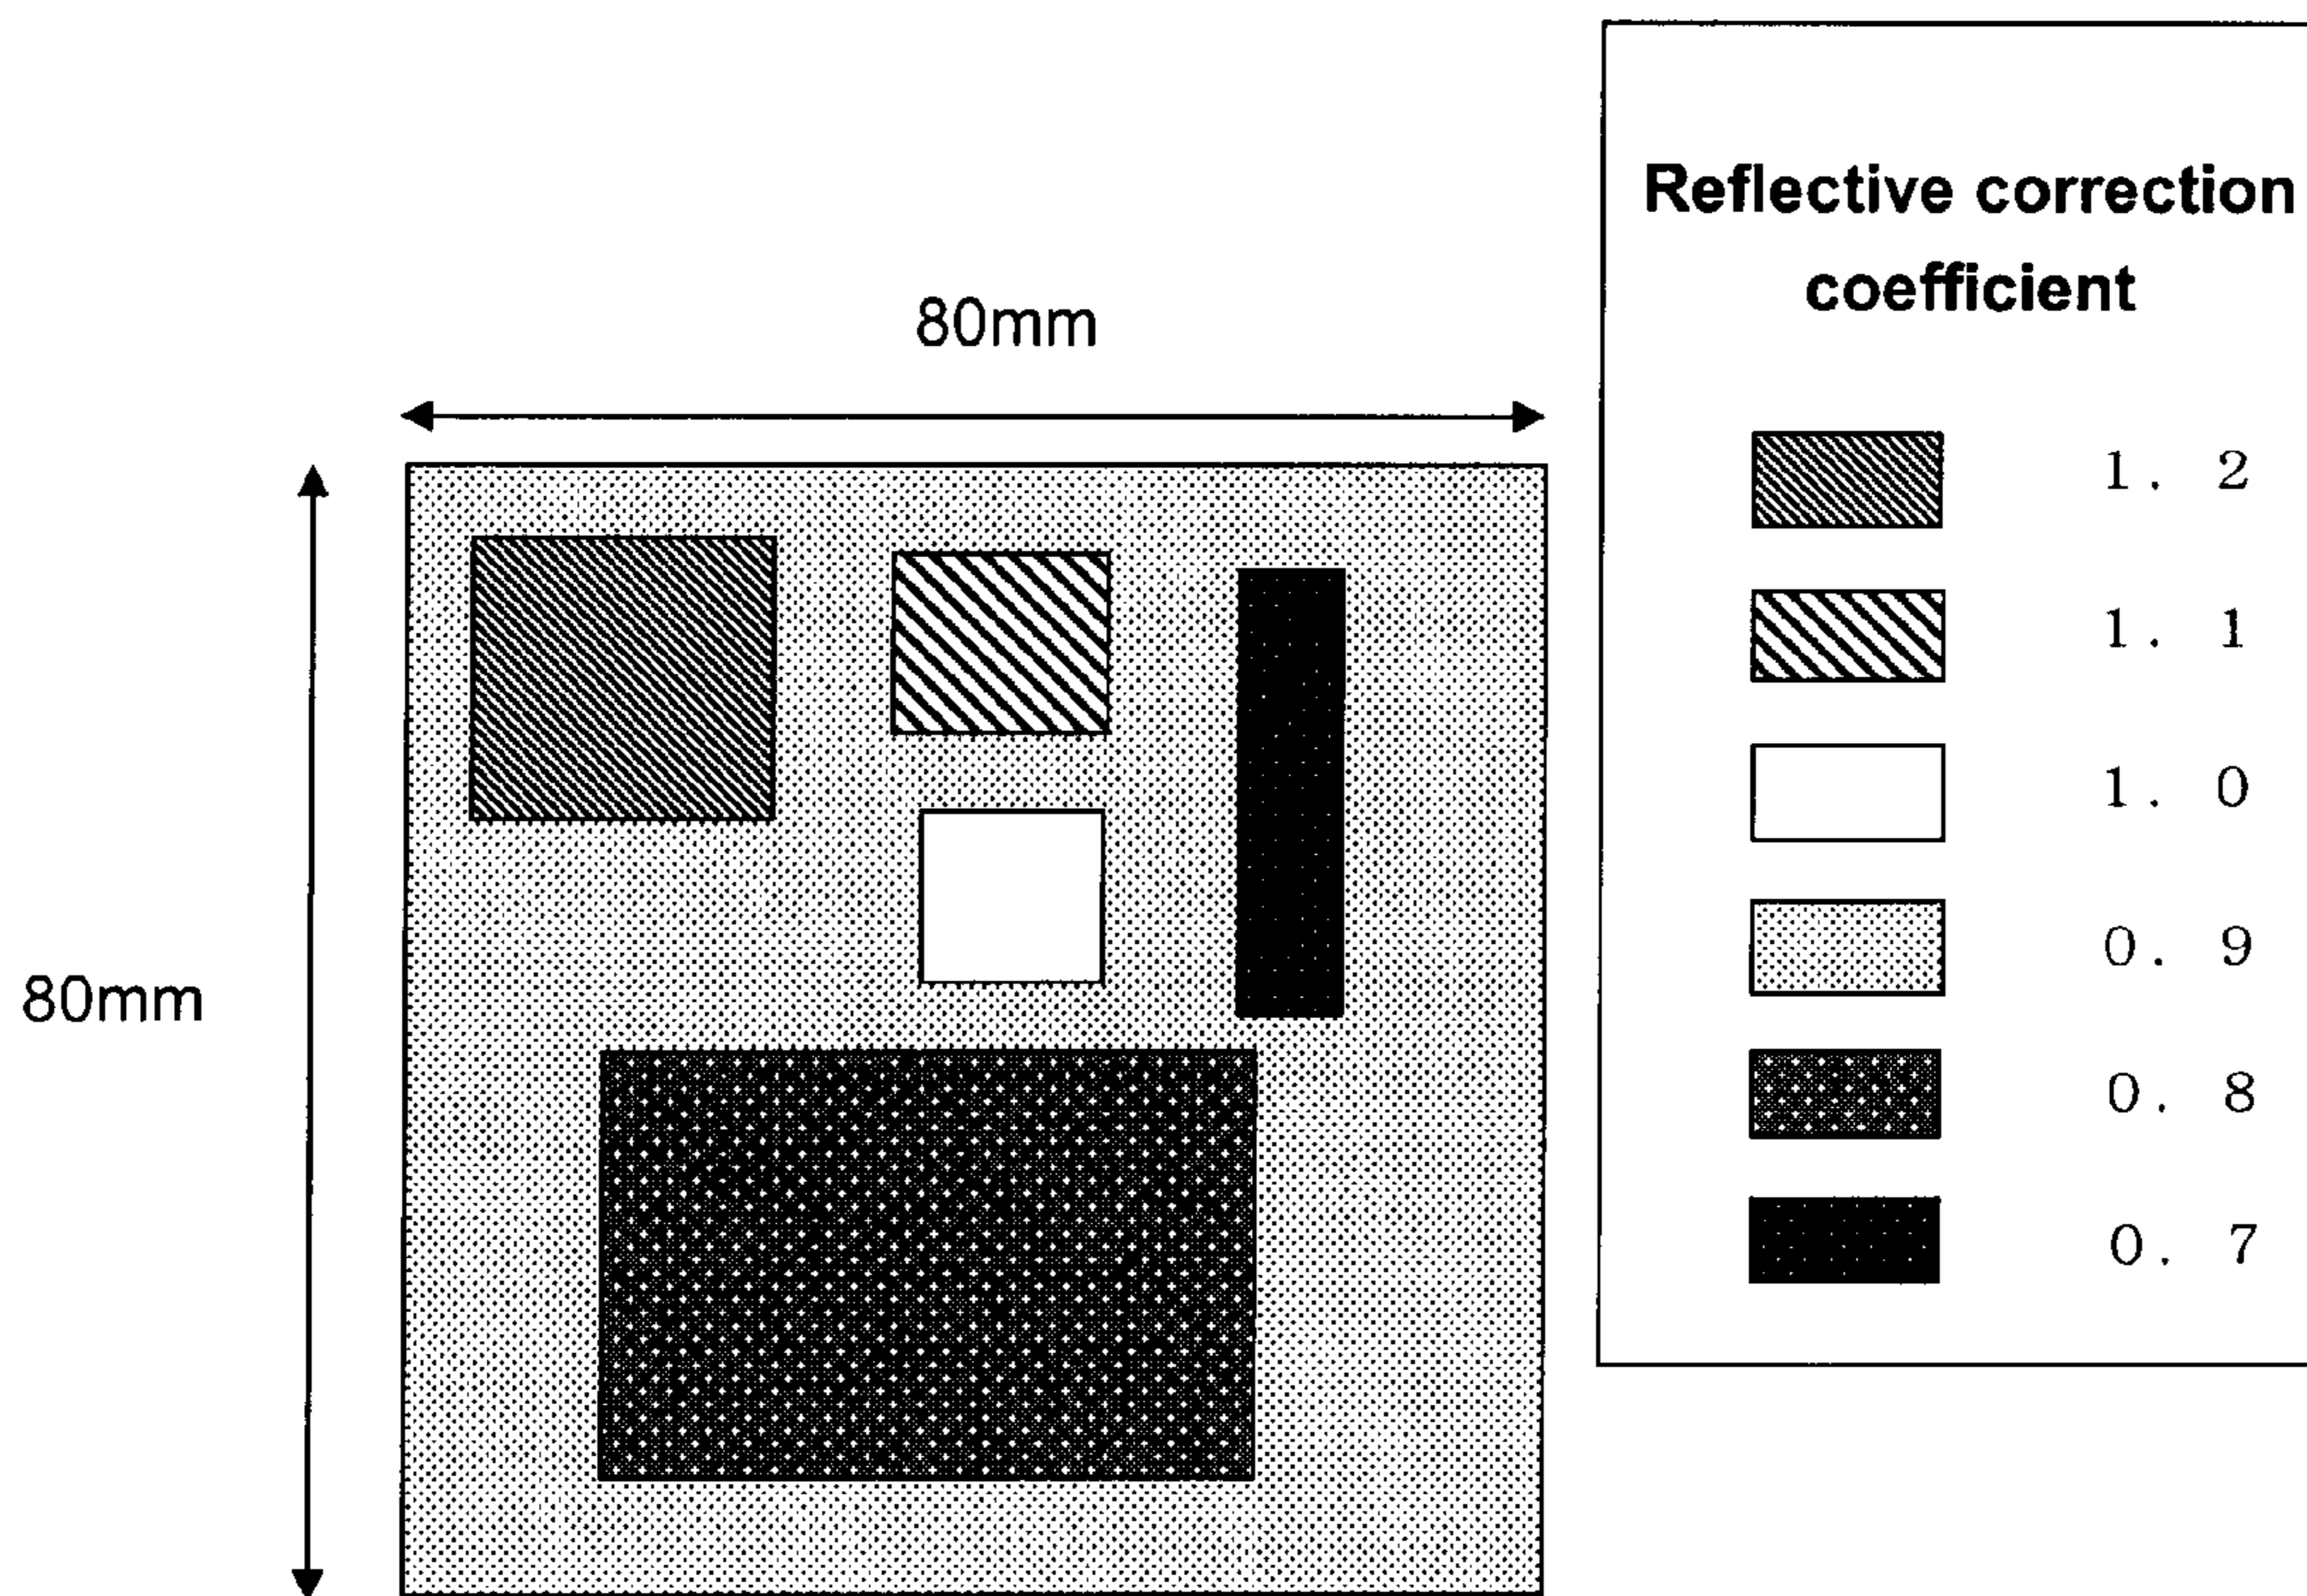 Reflective correction
coefficient
80mm
80mm
1. 2
1. 1
1. 0
0. 9
0. 8
0. 7